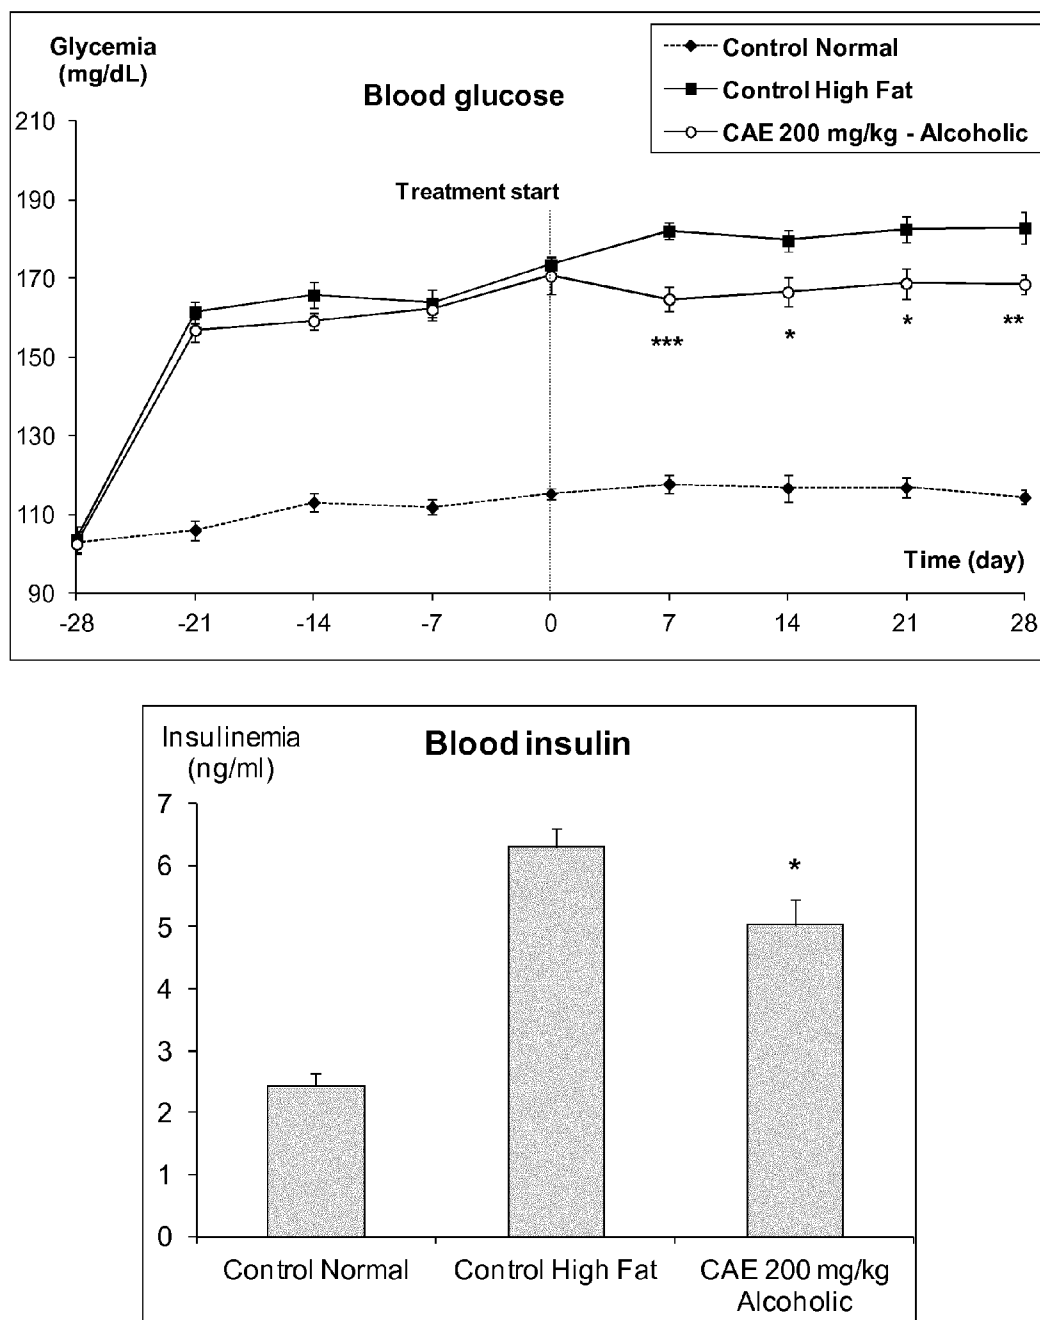 Glycemia
(mg/dL)
Blood glucose
Control Normal
Control High Fat
CAE 200 mg/kg - Alcoholic
210
190
170
150
130
110
90
Treatment start
***
*
*
**
Time (day)
-28
-21
-14
-7
0
7
14
21
28
Insulinemia
(ng/ml)
Blood insulin
7
6
5
4
3
2
1
0
*
Control Normal
Control High Fat
CAE 200 mg/kg
Alcoholic